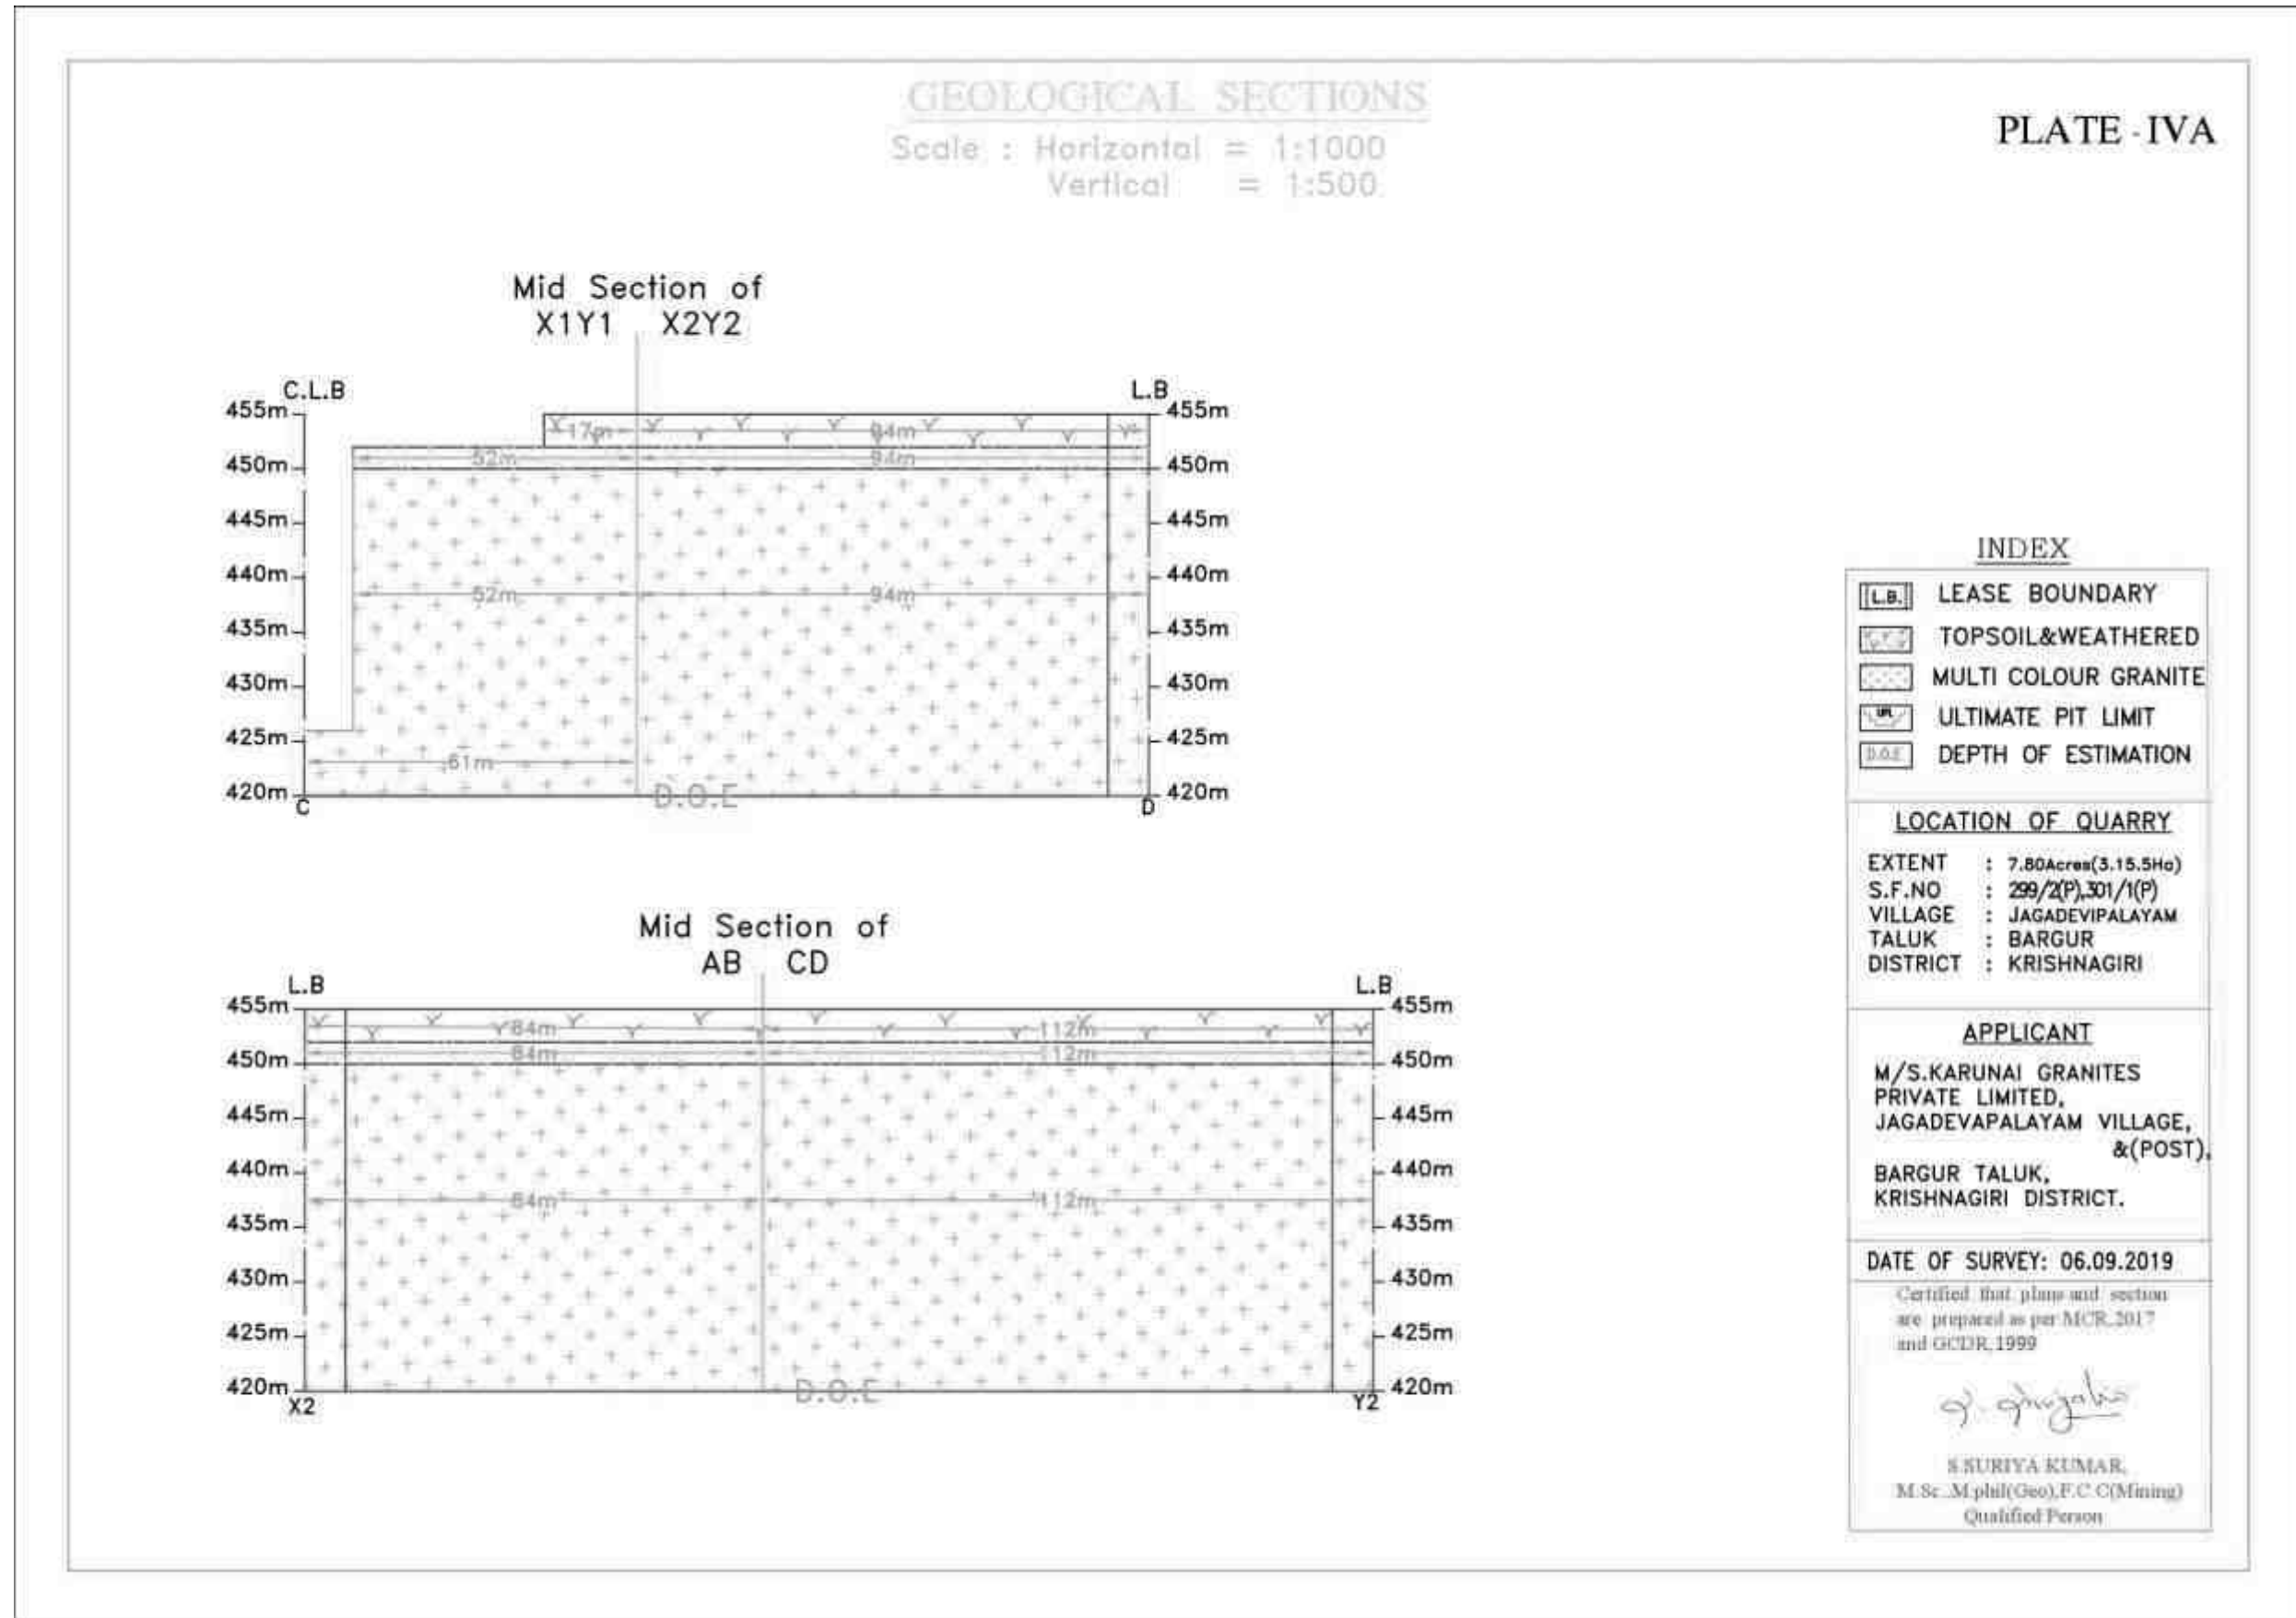 GEOLOGICAL SECTIONS
Scale : Horizontal = 1:1000
Vertical = 1:500
PLATE - IVA
Mid Section of
X1Y1 X2Y2
C.L.B L.B
455m 455m
17m 94m
52m 94m
450m 450m
445m 445m
440m 440m
52m 94m
435m 435m
430m 430m
425m 425m
61m
420m D.O.E 420m
C D
Mid Section of
AB CD
L.B L.B
455m 455m
84m 112m
84m 112m
450m 450m
445m 445m
440m 440m
84m 112m
435m 435m
430m 430m
425m 425m
420m D.O.E 420m
X2 Y2
INDEX
L.B. LEASE BOUNDARY
TOPSOIL&WEATHERED
MULTI COLOUR GRANITE
UPL ULTIMATE PIT LIMIT
D.O.E DEPTH OF ESTIMATION
LOCATION OF QUARRY
EXTENT : 7.80Acres(3.15.5Ha)
S.F.NO : 299/2(P),301/1(P)
VILLAGE : JAGADEVIPALAYAM
TALUK : BARGUR
DISTRICT : KRISHNAGIRI
APPLICANT
M/S.KARUNAI GRANITES
PRIVATE LIMITED,
JAGADEVAPALAYAM VILLAGE,
&(POST),
BARGUR TALUK,
KRISHNAGIRI DISTRICT.
DATE OF SURVEY: 06.09.2019
Certified that plans and section
are prepared as per MCR,2017
and GCDR,1999
S.SURIYA KUMAR,
M.Sc.,M.phil(Geo),F.C.C(Mining)
Qualified Person